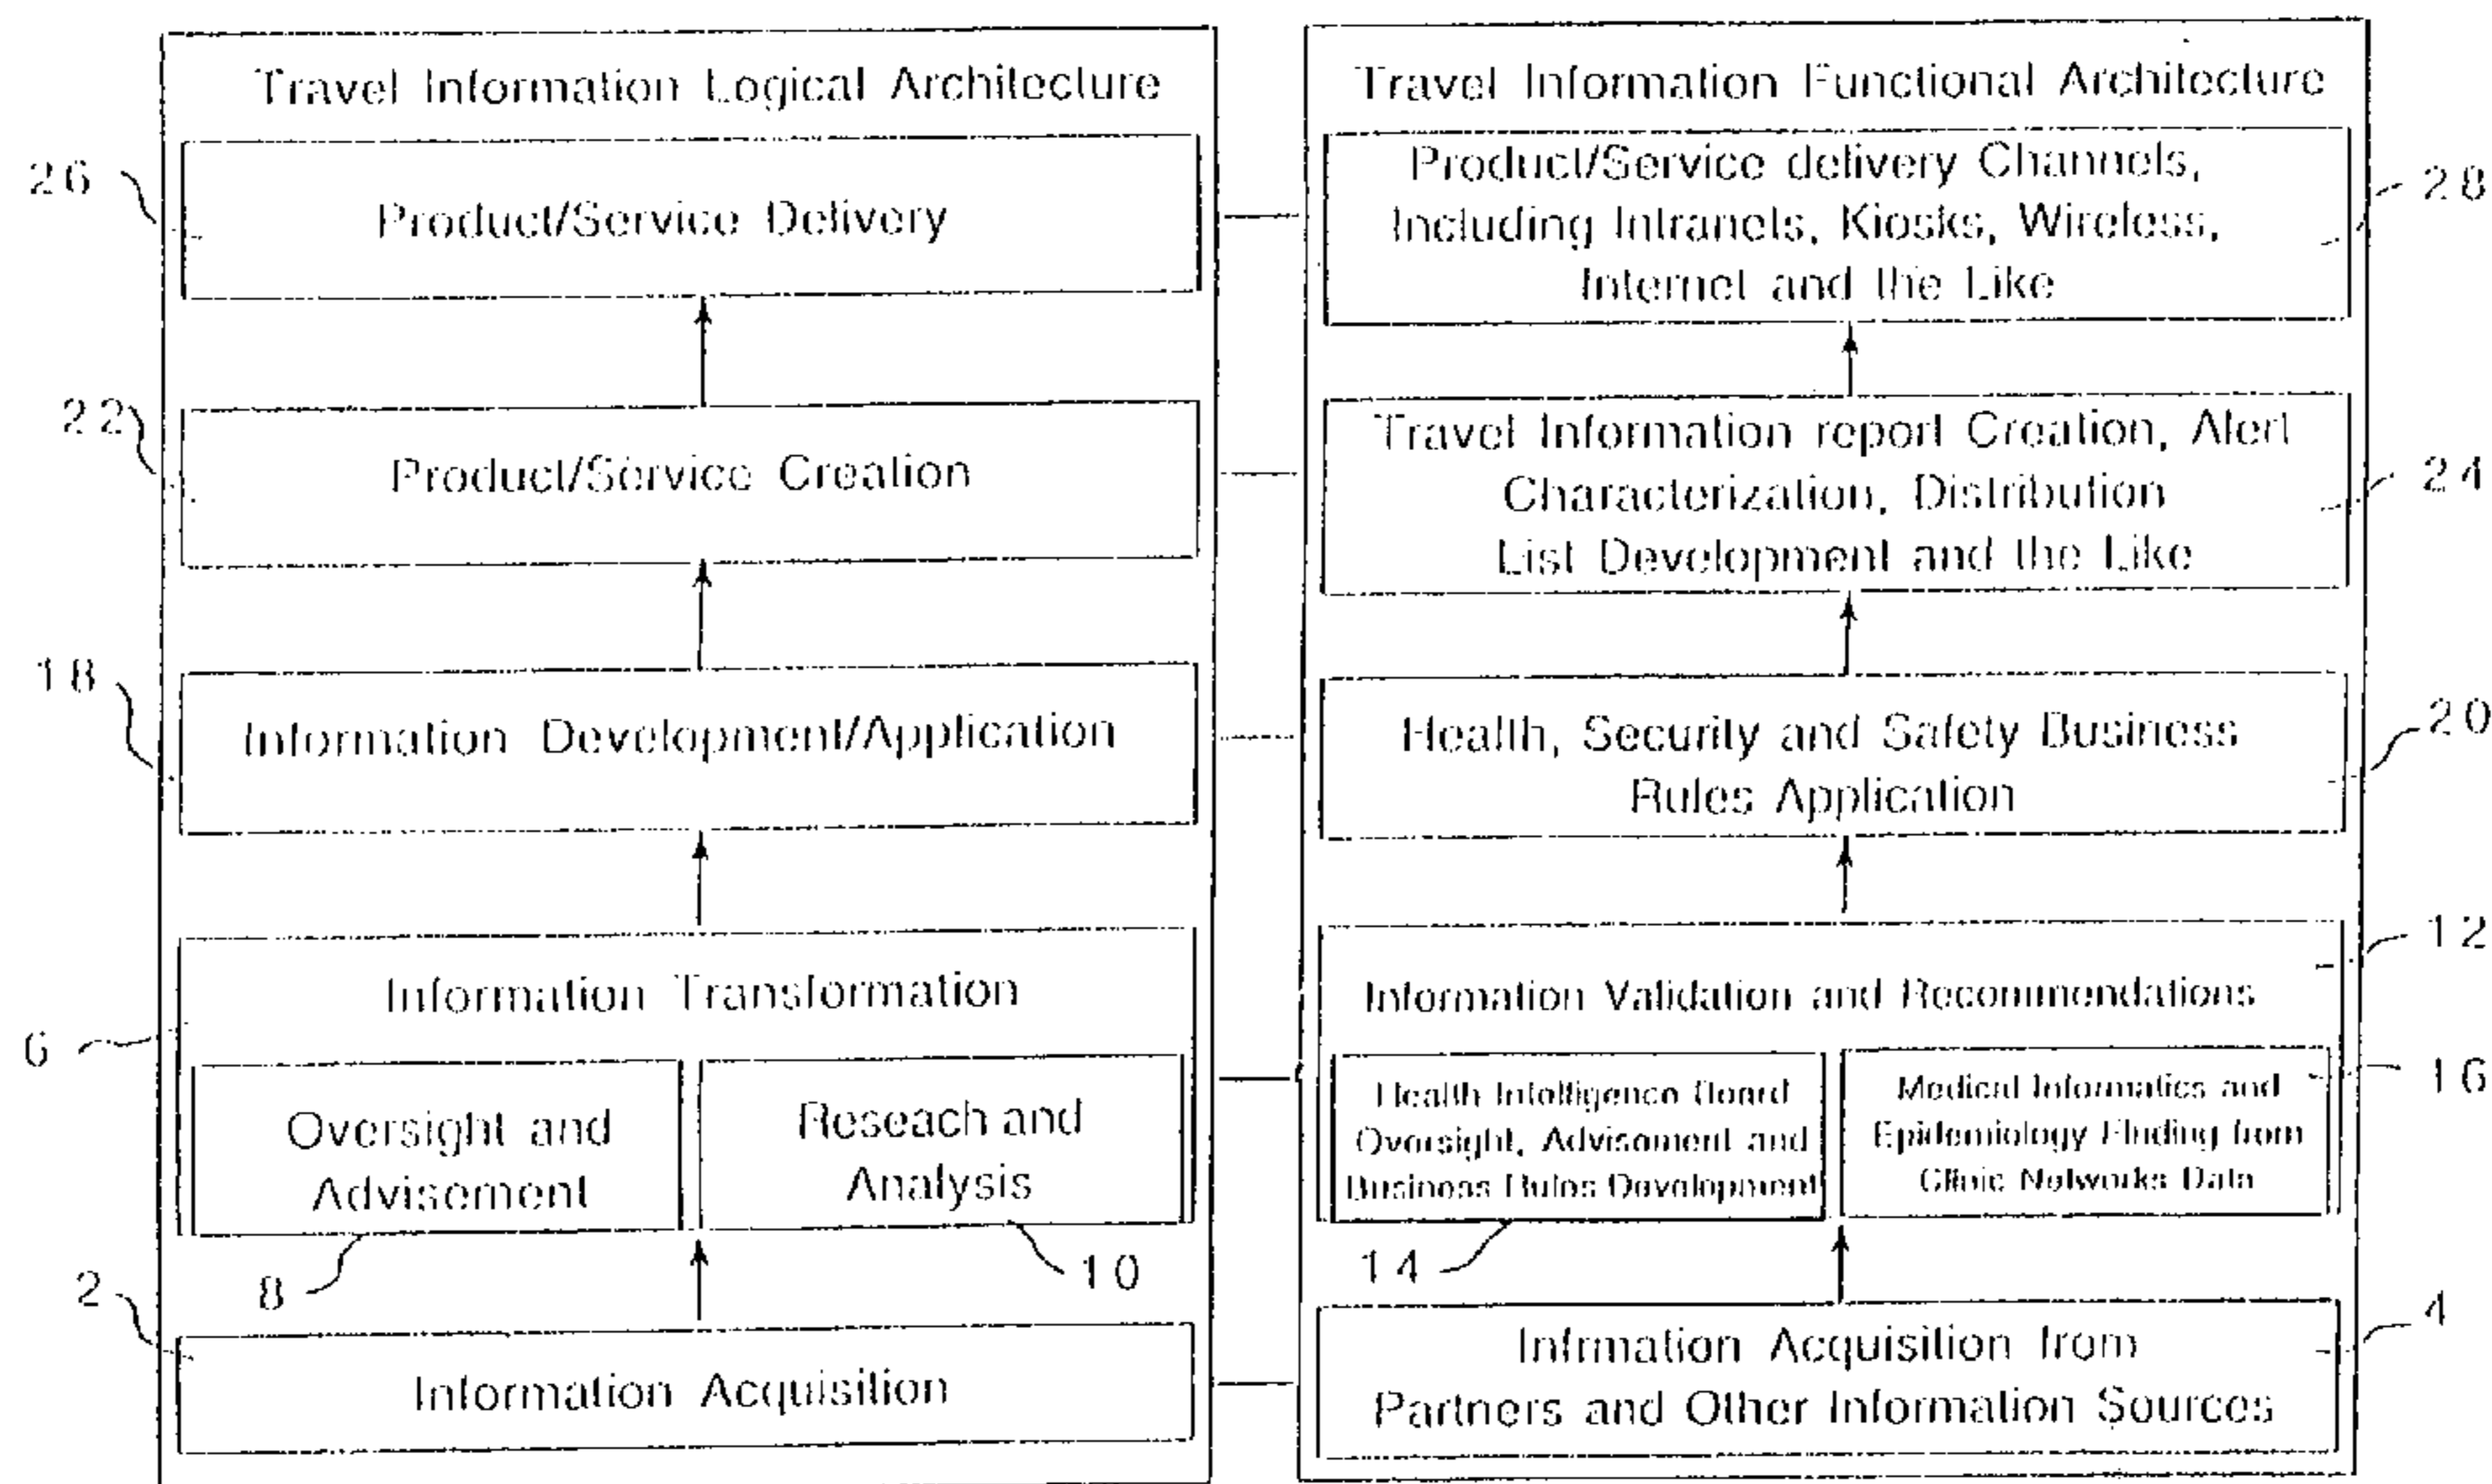 Travel Information Logical Architecture
26
Product/Service Delivery
22
Product/Service Creation
18
Information Development/Application
6
Information Transformation
Oversight and
Advisement
Reseach and
Analysis
8
10
2
Information Acquisition
Travel Information Functional Architecture
Product/Service delivery Channels,
Including Intranets, Kiosks, Wireless,
Internet and the Like
28
Travel Information report Creation, Alert
Characterization, Distribution
List Development and the Like
24
Health, Security and Safety Business
Rules Application
20
12
Information Validation and Recommendations
Health Intelligence Board
Oversight, Advisement and
Business Rules Development
Medical Informatics and
Epidemiology Finding from
Clinic Networks Data
16
14
Infrmation Acquisition from
Partners and Other Information Sources
4